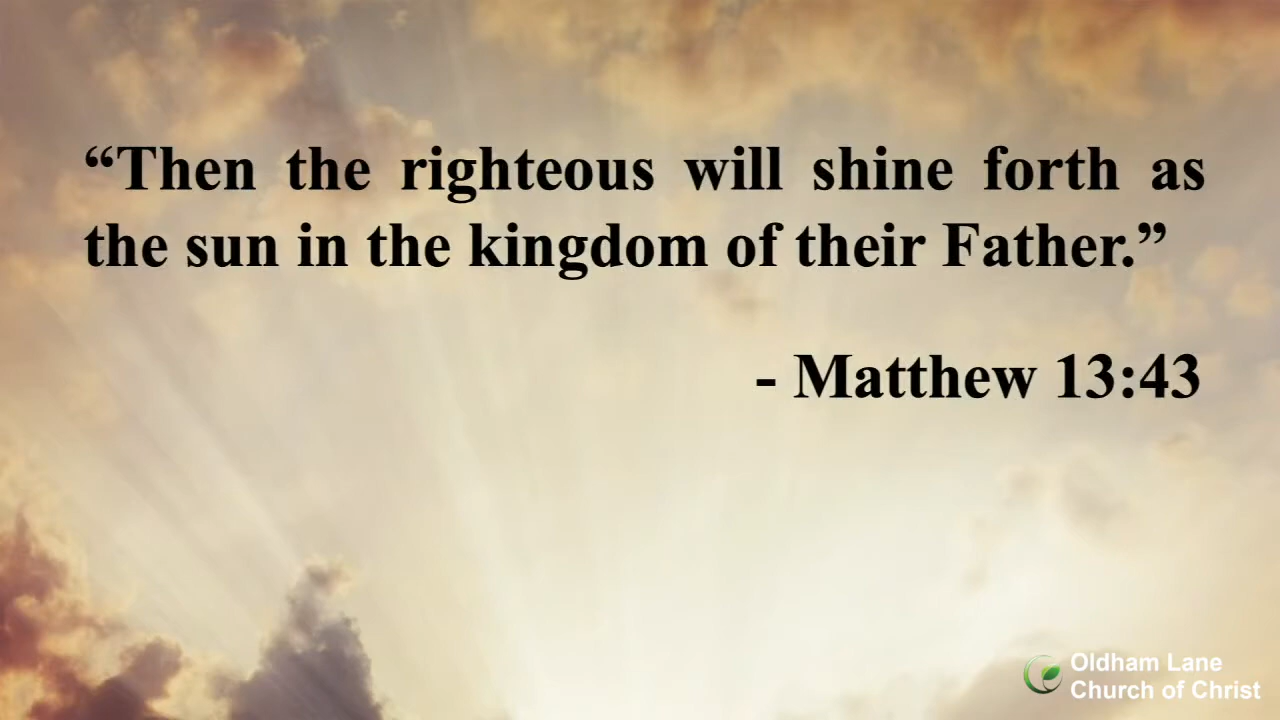 “Then the righteous will shine forth as
the sun in the kingdom of their Father.”
- Matthew 13:43
Oldham Lane
Church of Christ